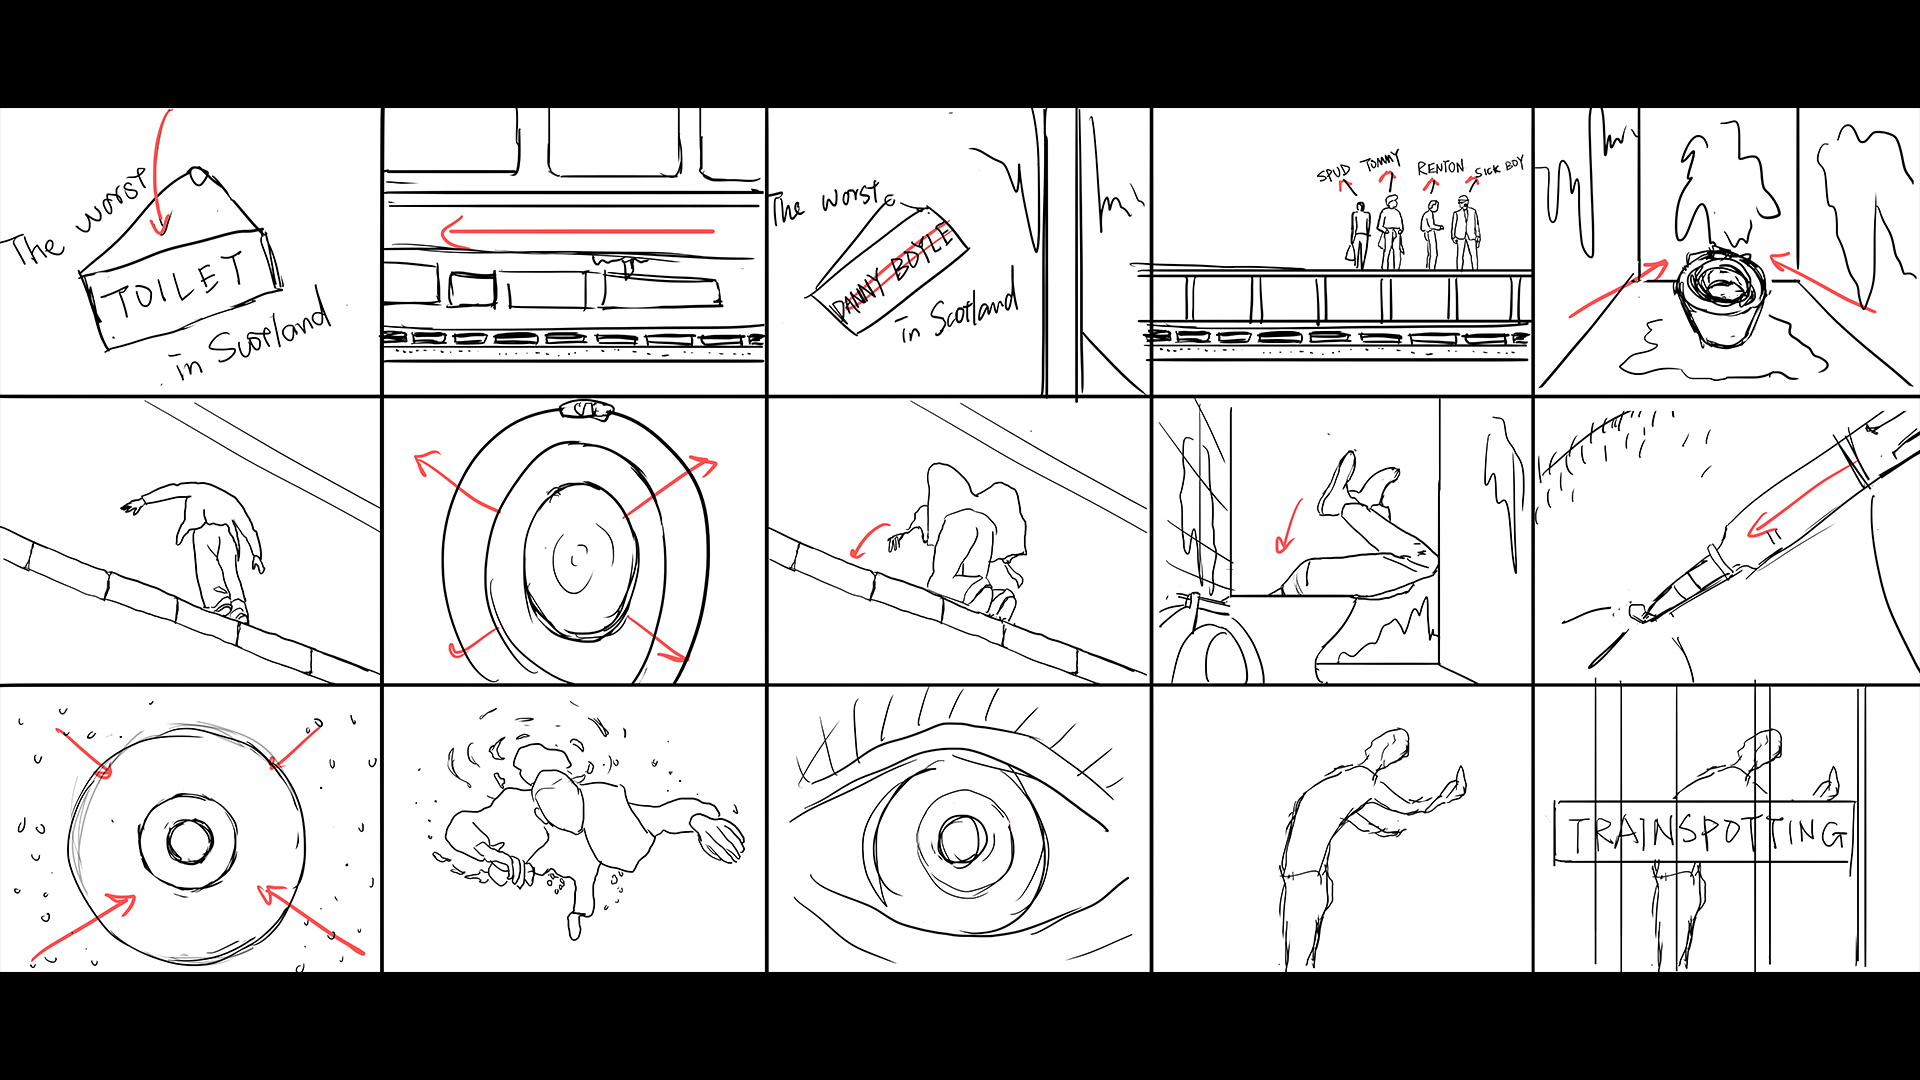 The worst
TOILET
in Scotland
The worst
DANNY BOYLE
in Scotland
SPUD
TOMMY
RENTON
SICK BOY
TRAINSPOTTING